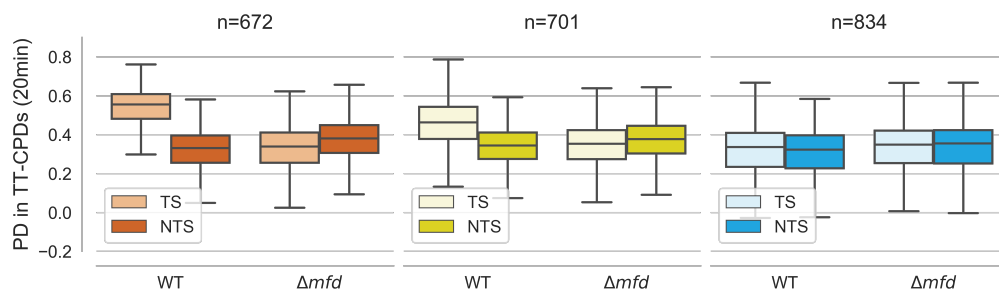 n=672
n=701
n=834
PD in TT-CPDs (20min)
0.8
0.6
0.4
0.2
0.0
−0.2
TS
NTS
TS
NTS
TS
NTS
WT
Δmfd
WT
Δmfd
WT
Δmfd